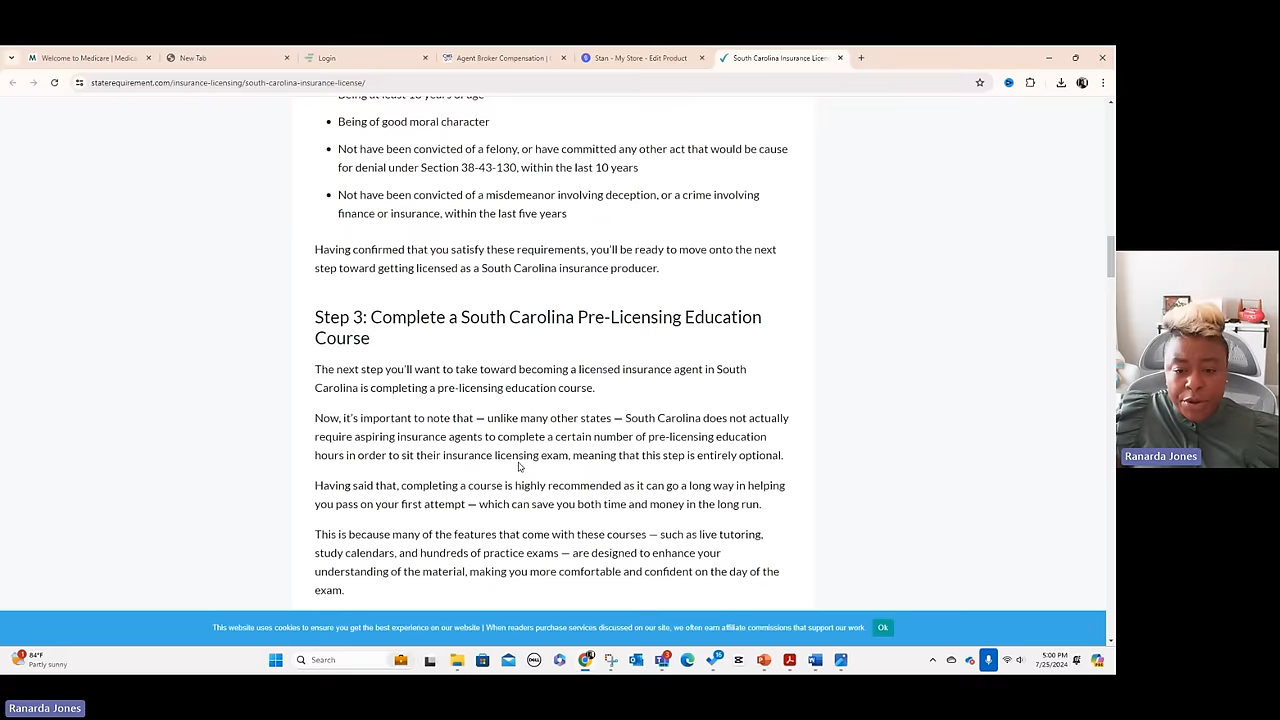 Welcome to Medicare | Medica
New Tab
Login
Agent Broker Compensation | C
Stan - My Store - Edit Product
South Carolina Insurance Licen
staterequirement.com/insurance-licensing/south-carolina-insurance-license/
Being at least 18 years of age
Being of good moral character
Not have been convicted of a felony, or have committed any other act that would be cause
for denial under Section 38-43-130, within the last 10 years
Not have been convicted of a misdemeanor involving deception, or a crime involving
finance or insurance, within the last five years
Having confirmed that you satisfy these requirements, you'll be ready to move onto the next
step toward getting licensed as a South Carolina insurance producer.
Step 3: Complete a South Carolina Pre-Licensing Education
Course
The next step you'll want to take toward becoming a licensed insurance agent in South
Carolina is completing a pre-licensing education course.
Now, it's important to note that — unlike many other states — South Carolina does not actually
require aspiring insurance agents to complete a certain number of pre-licensing education
hours in order to sit their insurance licensing exam, meaning that this step is entirely optional.
Having said that, completing a course is highly recommended as it can go a long way in helping
you pass on your first attempt — which can save you both time and money in the long run.
This is because many of the features that come with these courses — such as live tutoring,
study calendars, and hundreds of practice exams — are designed to enhance your
understanding of the material, making you more comfortable and confident on the day of the
exam.
This website uses cookies to ensure you get the best experience on our website | When readers purchase services discussed on our site, we often earn affiliate commissions that support our work.
Ok
Ranarda Jones
84°F
Partly sunny
Search
DELL
5:00 PM
7/25/2024
Ranarda Jones